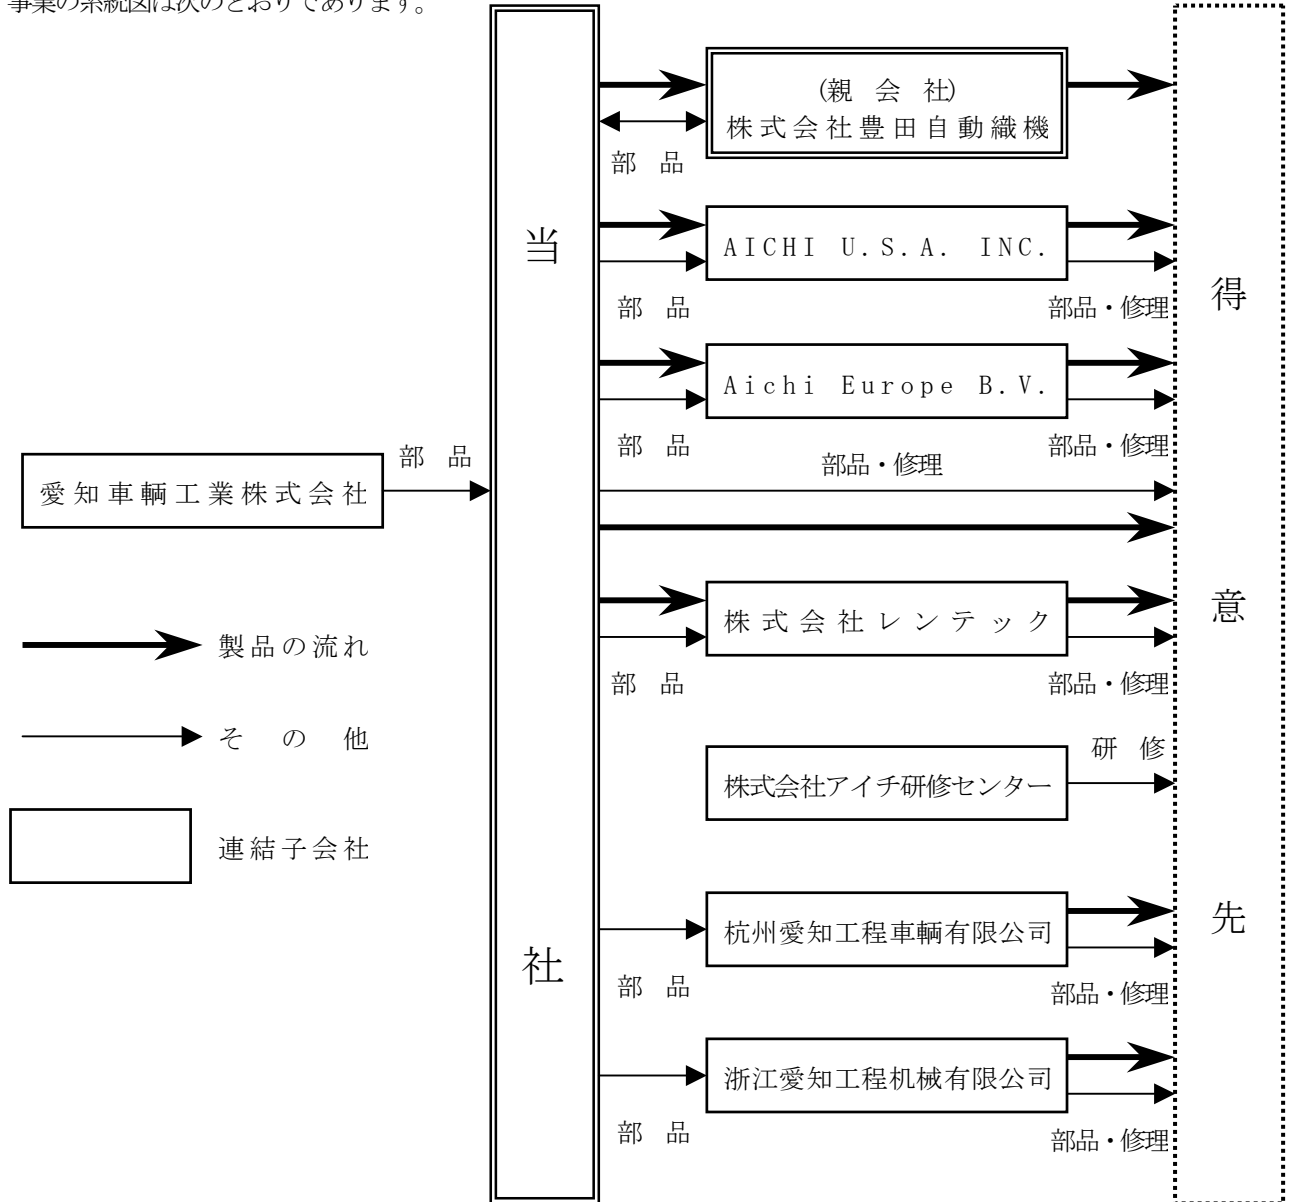 事業の系統図は次のとおりであります。
(親会社)
株式会社豊田自動織機
部品
当
AICHI U.S.A. INC.
得
部品
部品・修理
Aichi Europe B.V.
部品
部品・修理
部品
部品・修理
愛知車輌工業株式会社
意
株式会社レンテック
製品の流れ
部品
部品・修理
その他
研修
株式会社アイチ研修センター
連結子会社
先
杭州愛知工程車輌有限公司
社
部品
部品・修理
浙江愛知工程机械有限公司
部品
部品・修理